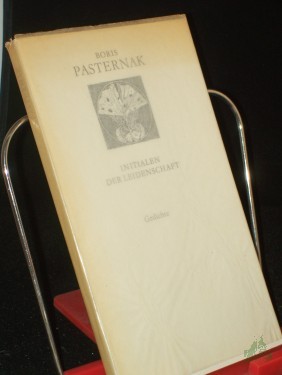 BORIS
PASTERNAK
INITIALEN
DER LEIDENSCHAFT
Gedichte